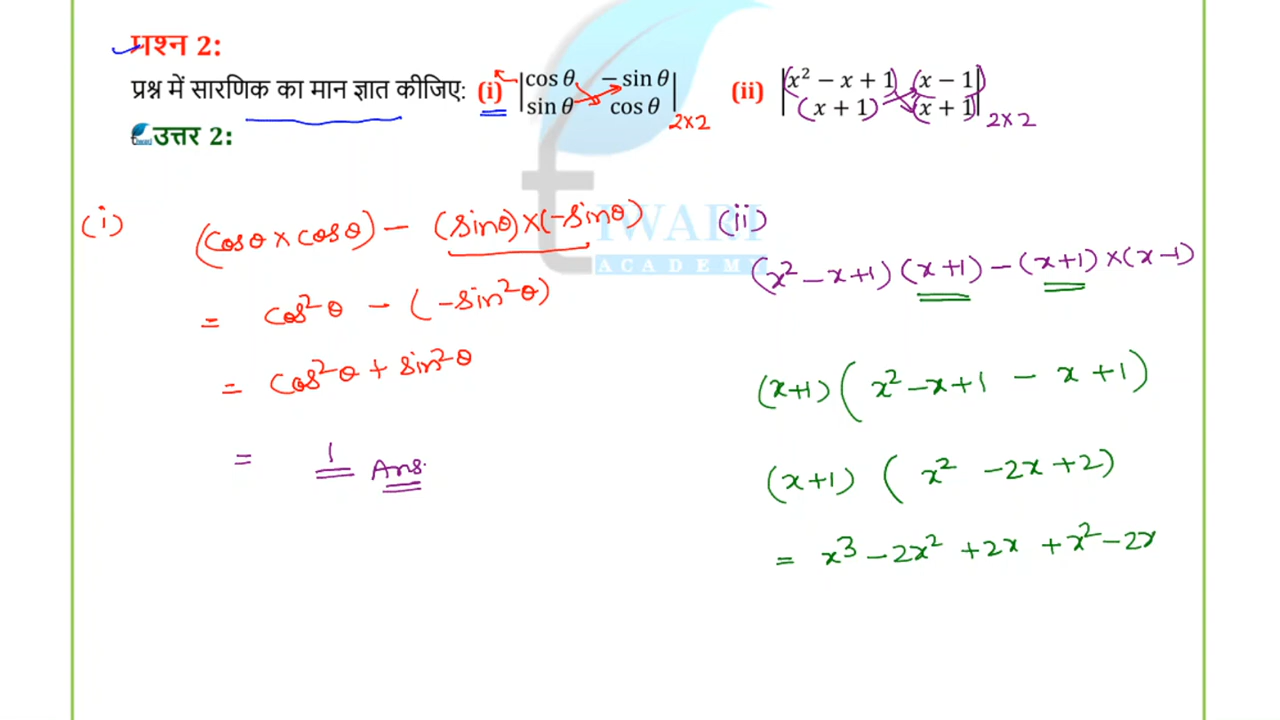 प्रश्न 2:
प्रश्न में सारणिक का मान ज्ञात कीजिए: (i) |cos θ − sin θ| (ii) |x² − x + 1 (x − 1|
|sin θ cos θ| 2×2 |(x + 1) (x + 1)| 2×2
उत्तर 2:
(i) (cosθ × cosθ) − (sinθ)×(−sinθ)
= cos²θ − (−sin²θ)
= cos²θ + sin²θ
= 1 Ans.
(ii)
(x² − x+1) (x+1) − (x+1) ×(x−1)
(x+1) ( x² −x+1 − x +1)
(x+1) ( x² −2x +2)
= x³ −2x² +2x +x² −2x
IWARI
ACADEMY